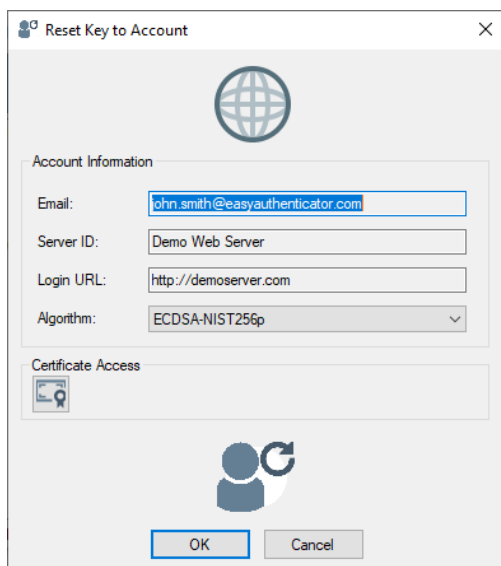 Reset Key to Account
Account Information
Email: john.smith@easyauthenticator.com
Server ID: Demo Web Server
Login URL: http://demoserver.com
Algorithm: ECDSA-NIST256p
Certificate Access
OK Cancel